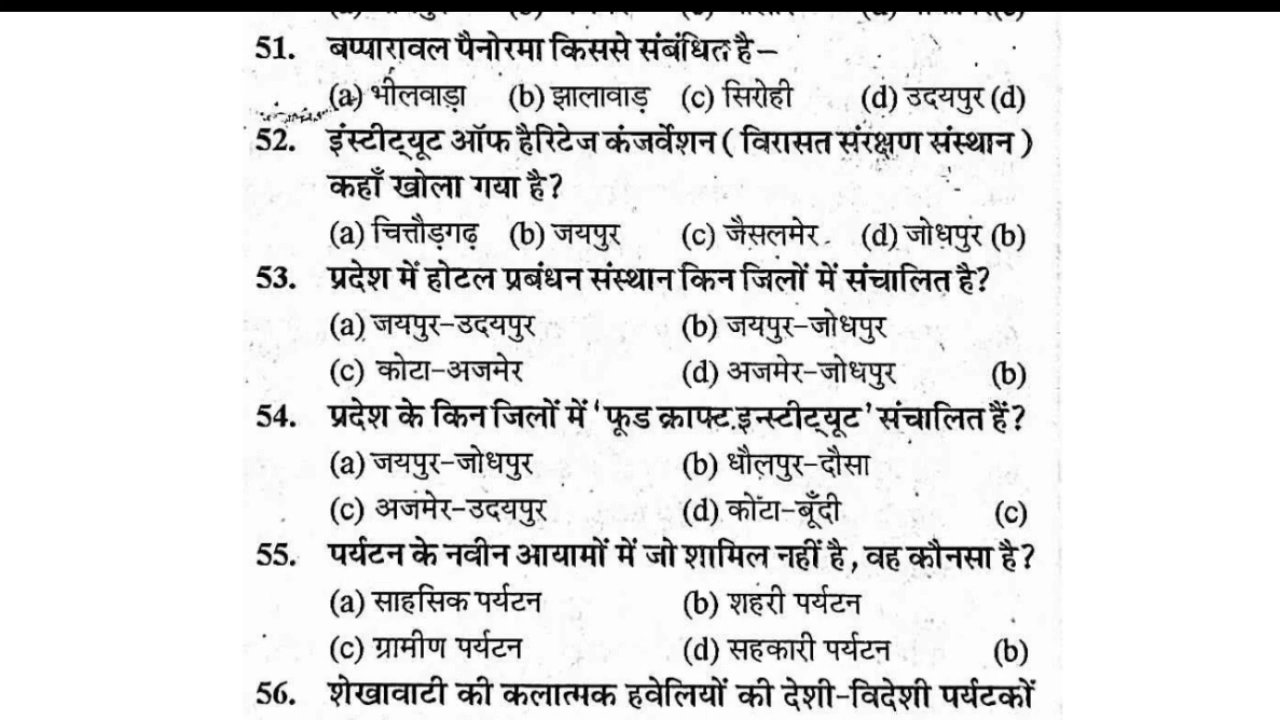 51. बप्पारावल पैनोरमा किससे संबंधित है–
(a) भीलवाड़ा (b) झालावाड़ (c) सिरोही (d) उदयपुर (d)
52. इंस्टीट्यूट ऑफ हैरिटेज कंजर्वेशन ( विरासत संरक्षण संस्थान )
कहाँ खोला गया है?
(a) चित्तौड़गढ़ (b) जयपुर (c) जैसलमेर (d) जोधपुर (b)
53. प्रदेश में होटल प्रबंधन संस्थान किन जिलों में संचालित है?
(a) जयपुर-उदयपुर (b) जयपुर-जोधपुर
(c) कोटा-अजमेर (d) अजमेर-जोधपुर (b)
54. प्रदेश के किन जिलों में ‘फूड क्राफ्ट इन्स्टीट्यूट’ संचालित हैं?
(a) जयपुर-जोधपुर (b) धौलपुर-दौसा
(c) अजमेर-उदयपुर (d) कोटा-बूँदी (c)
55. पर्यटन के नवीन आयामों में जो शामिल नहीं है, वह कौनसा है?
(a) साहसिक पर्यटन (b) शहरी पर्यटन
(c) ग्रामीण पर्यटन (d) सहकारी पर्यटन (b)
56. शेखावाटी की कलात्मक हवेलियों की देशी-विदेशी पर्यटकों